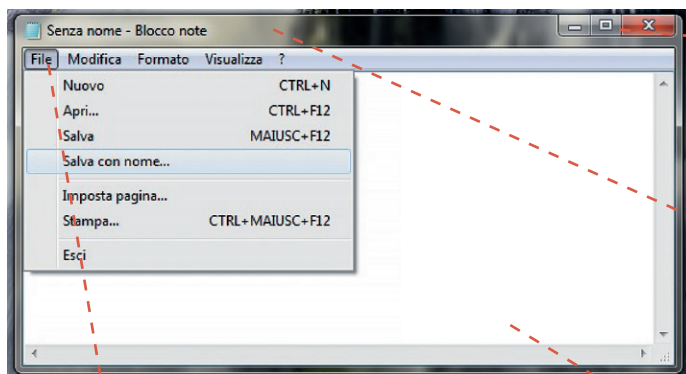 Senza nome - Blocco note
File Modifica Formato Visualizza ?
Nuovo CTRL+N
Apri... CTRL+F12
Salva MAIUSC+F12
Salva con nome...
Imposta pagina...
Stampa... CTRL+MAIUSC+F12
Esci